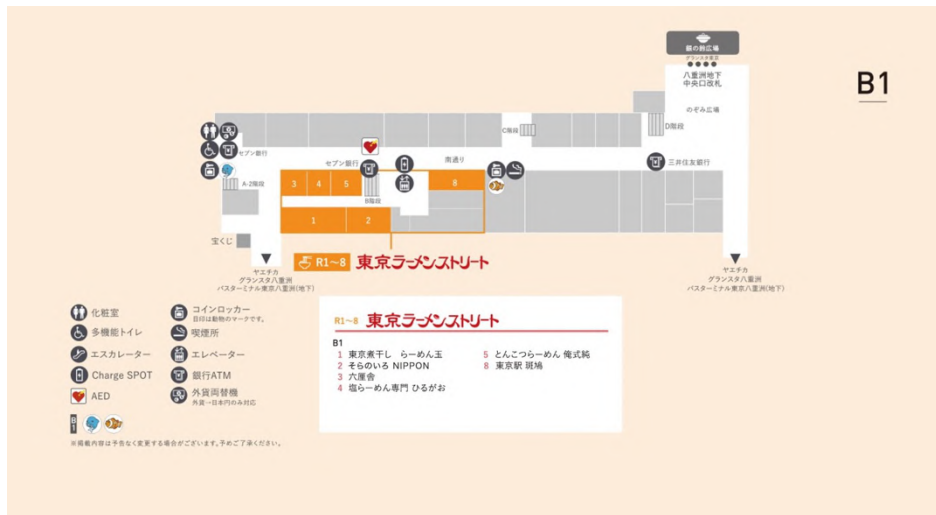 銀の鈴広場
グランスタ東京
八重洲地下
中央口改札
のぞみ広場
B1
C階段
D階段
セブン銀行
セブン銀行
雨通り
三井住友銀行
A-2階段
3 4 5
8
B階段
1 2
宝くじ
R1〜8 東京ラーメンストリート
ヤエチカ
グランスタ八重洲
バスターミナル東京八重洲(地下)
ヤエチカ
グランスタ八重洲
バスターミナル東京八重洲(地下)
化粧室
多機能トイレ
エスカレーター
Charge SPOT
AED
コインロッカー
目印は動物のマークです。
喫煙所
エレベーター
銀行ATM
外貨両替機
外貨→日本円のみ対応
B1
※掲載内容は予告なく変更する場合がございます。予めご了承ください。
R1〜8 東京ラーメンストリート
B1
1 東京煮干し らーめん玉
2 そらのいろ NIPPON
3 六厘舎
4 塩らーめん専門 ひるがお
5 とんこつらーめん 俺式純
8 東京駅 斑鳩